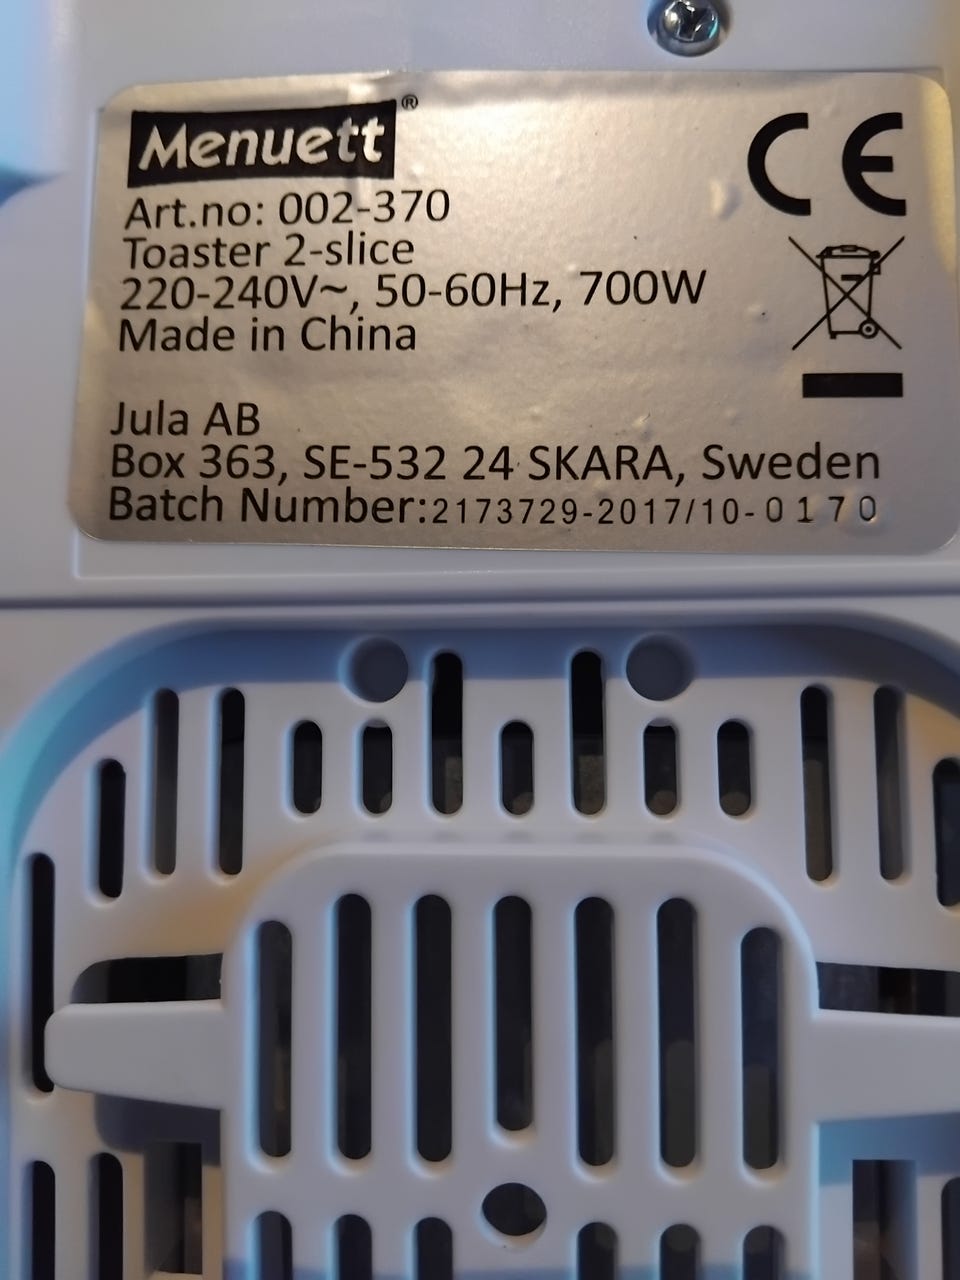 Menuett®
Art.no: 002-370
Toaster 2-slice
220-240V~, 50-60Hz, 700W
Made in China
CE
Jula AB
Box 363, SE-532 24 SKARA, Sweden
Batch Number:2173729-2017/10-0170